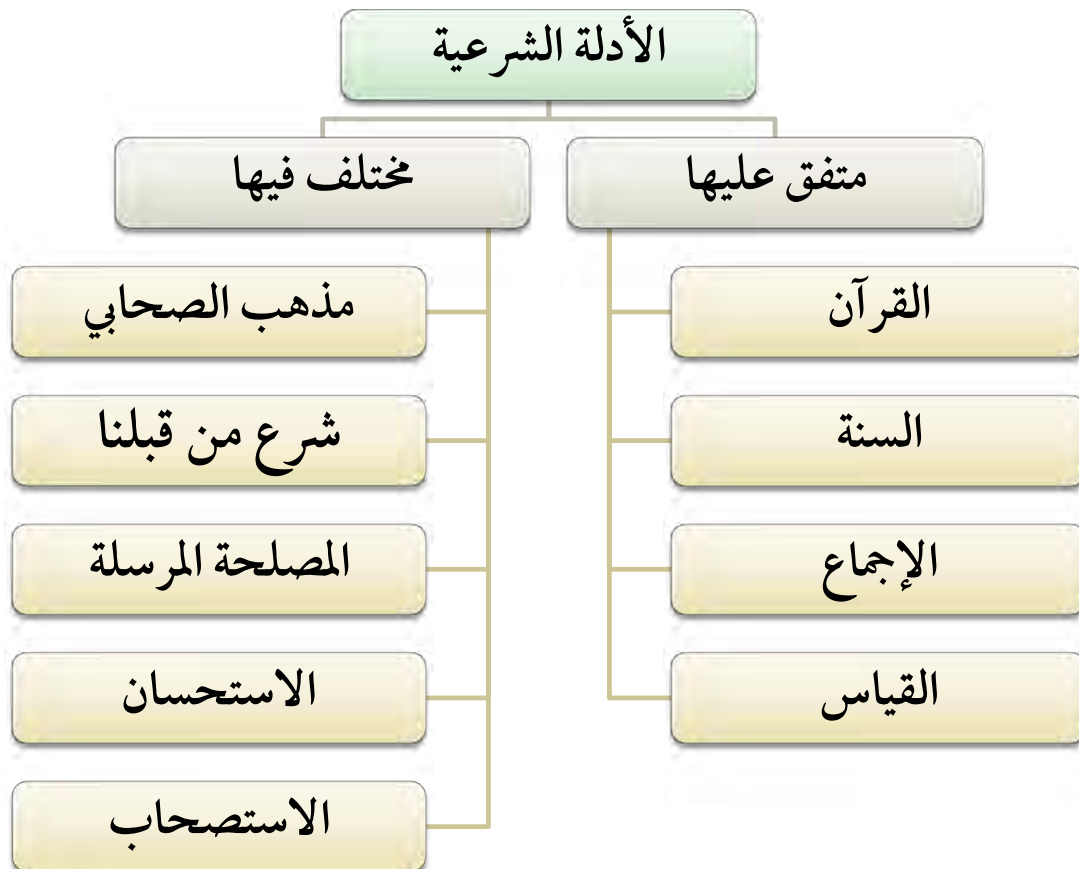 الأدلة الشرعية
متفق عليها
القرآن
السنة
الإجماع
القياس
مختلف فيها
مذهب الصحابي
شرع من قبلنا
المصلحة المرسلة
الاستحسان
الاستصحاب